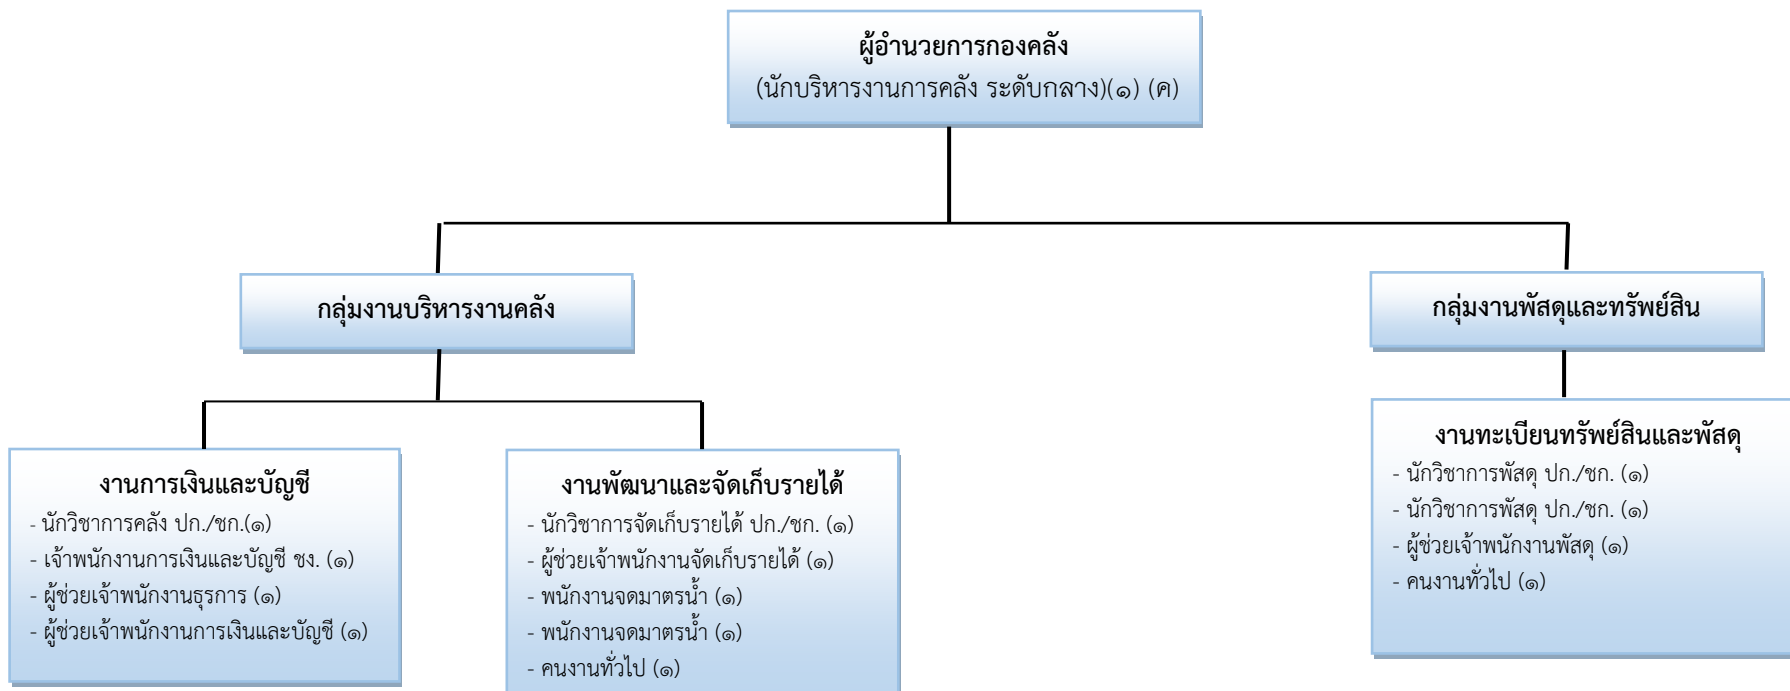 ผู้อำนวยการกองคลัง
(นักบริหารงานการคลัง ระดับกลาง)(๑) (ค)
กลุ่มงานบริหารงานคลัง
กลุ่มงานพัสดุและทรัพย์สิน
งานการเงินและบัญชี
- นักวิชาการคลัง ปก./ชก.(๑)
- เจ้าพนักงานการเงินและบัญชี ชง. (๑)
- ผู้ช่วยเจ้าพนักงานธุรการ (๑)
- ผู้ช่วยเจ้าพนักงานการเงินและบัญชี (๑)
งานพัฒนาและจัดเก็บรายได้
- นักวิชาการจัดเก็บรายได้ ปก./ชก. (๑)
- ผู้ช่วยเจ้าพนักงานจัดเก็บรายได้ (๑)
- พนักงานจดมาตรน้ำ (๑)
- พนักงานจดมาตรน้ำ (๑)
- คนงานทั่วไป (๑)
งานทะเบียนทรัพย์สินและพัสดุ
- นักวิชาการพัสดุ ปก./ชก. (๑)
- นักวิชาการพัสดุ ปก./ชก. (๑)
- ผู้ช่วยเจ้าพนักงานพัสดุ (๑)
- คนงานทั่วไป (๑)